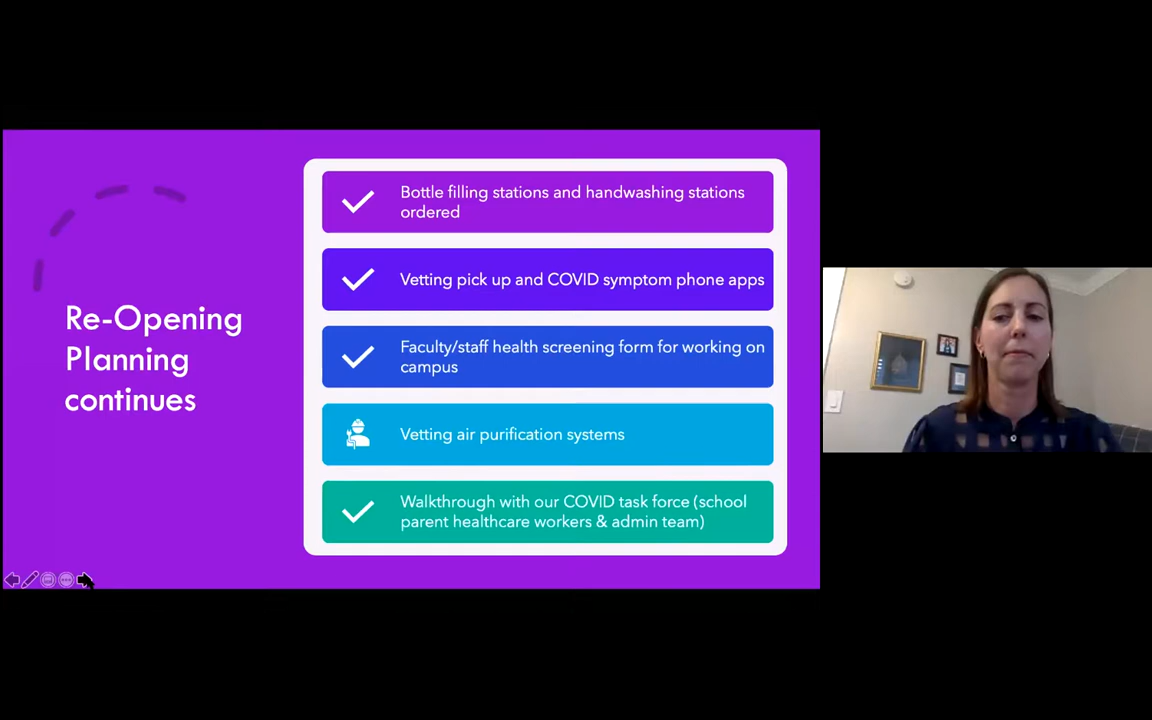 Re-Opening
Planning
continues
Bottle filling stations and handwashing stations
ordered
Vetting pick up and COVID symptom phone apps
Faculty/staff health screening form for working on
campus
Vetting air purification systems
Walkthrough with our COVID task force (school
parent healthcare workers & admin team)